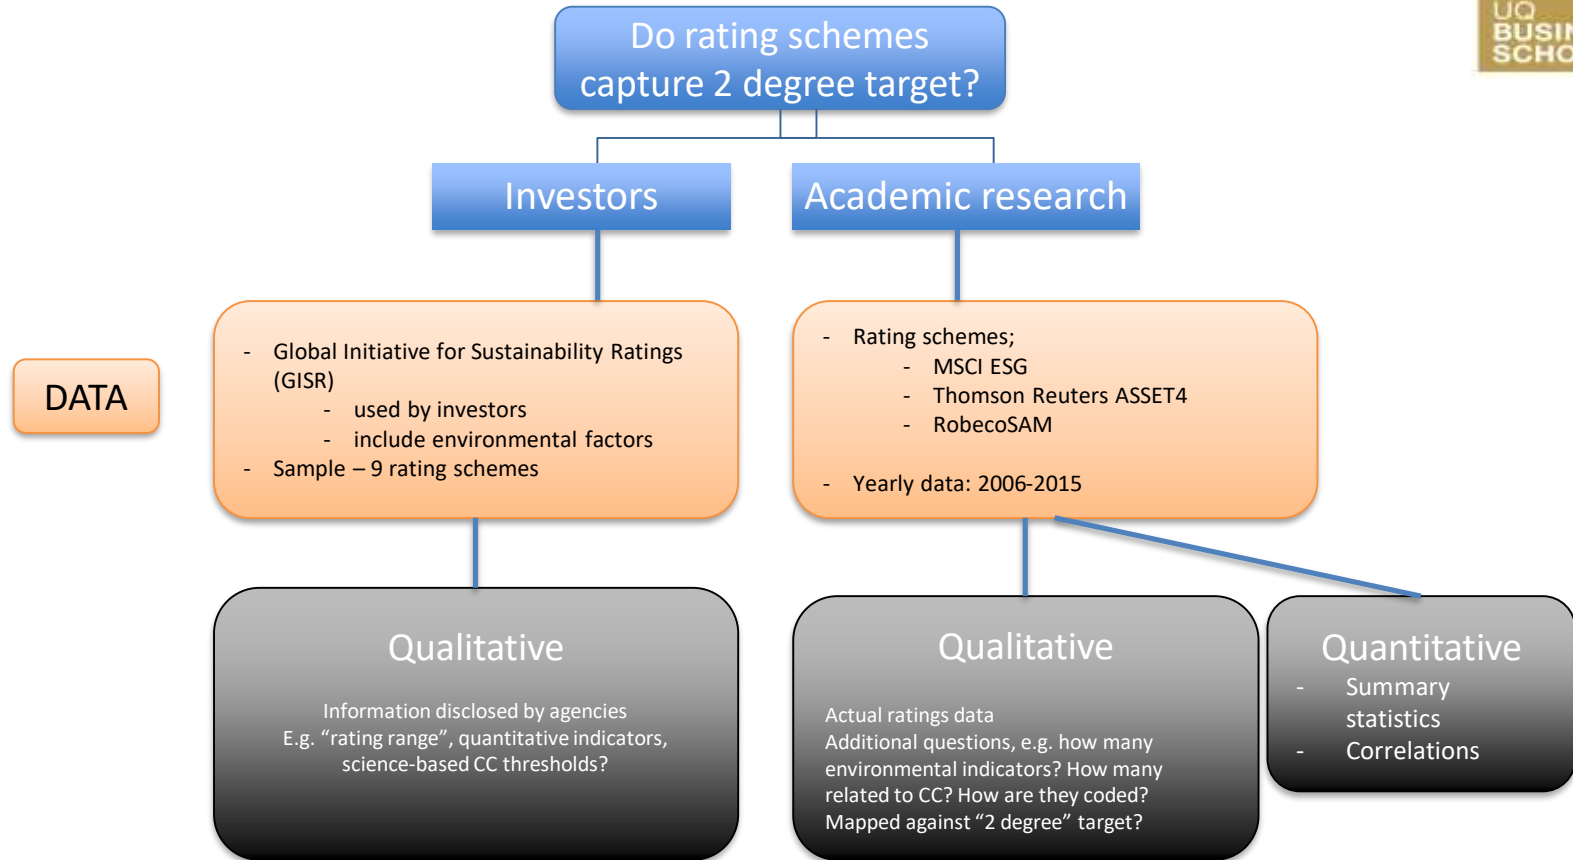 UQ
BUSIN
SCHO
Do rating schemes
capture 2 degree target?
Investors
Academic research
DATA
- Global Initiative for Sustainability Ratings
(GISR)
- used by investors
- include environmental factors
- Sample – 9 rating schemes
- Rating schemes;
- MSCI ESG
- Thomson Reuters ASSET4
- RobecoSAM
- Yearly data: 2006-2015
Qualitative
Information disclosed by agencies
E.g. “rating range”, quantitative indicators,
science-based CC thresholds?
Qualitative
Actual ratings data
Additional questions, e.g. how many
environmental indicators? How many
related to CC? How are they coded?
Mapped against “2 degree” target?
Quantitative
- Summary
statistics
- Correlations